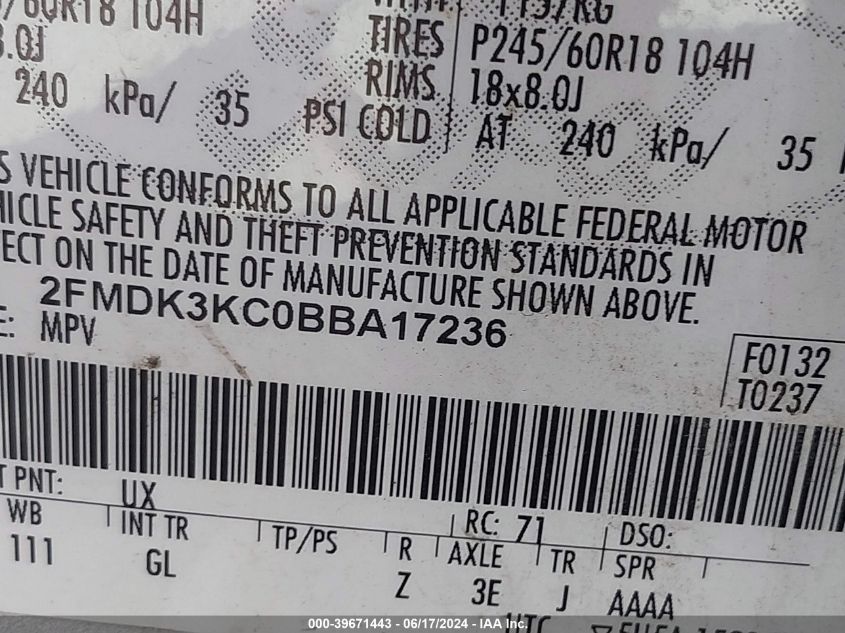 /60R18 104H
TIRES P245/60R18 104H
.0J
RIMS 18x8.0J
240 kPa/ 35 PSI COLD AT 240 kPa/ 35
S VEHICLE CONFORMS TO ALL APPLICABLE FEDERAL MOTOR
HICLE SAFETY AND THEFT PREVENTION STANDARDS IN
ECT ON THE DATE OF MANUFACTURE SHOWN ABOVE.
2FMDK3KC0BBA17236
E: MPV
F0132
T0237
T PNT: UX
RC: 71 DSO:
WB INT TR TP/PS R AXLE TR SPR
111 GL Z 3E J AAAA
000-39671443 / 06/17/2024 - IAA Inc.